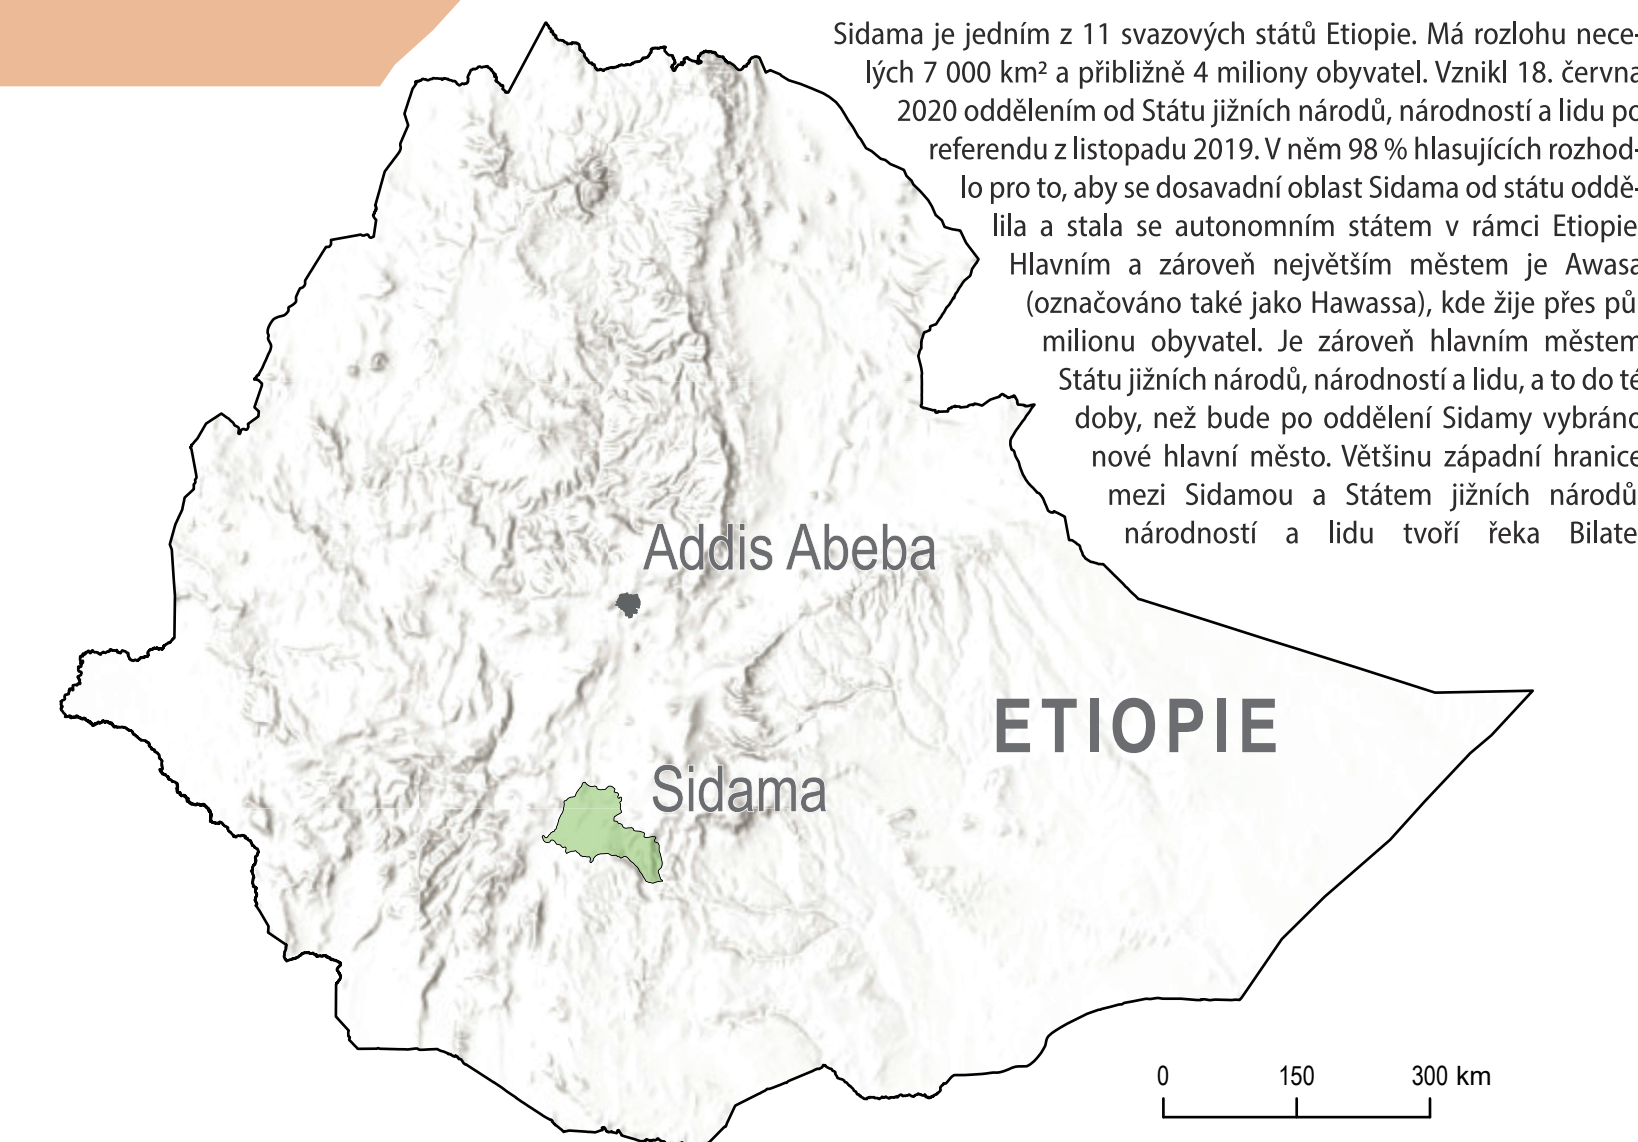 Sidama je jedním z 11 svazových států Etiopie. Má rozlohu nece-
lých 7 000 km² a přibližně 4 miliony obyvatel. Vznikl 18. června
2020 oddělením od Státu jižních národů, národností a lidu po
referendu z listopadu 2019. V něm 98 % hlasujících rozhod-
lo pro to, aby se dosavadní oblast Sidama od státu oddě-
lila a stala se autonomním státem v rámci Etiopie
Hlavním a zároveň největším městem je Awasa
(označováno také jako Hawassa), kde žije přes pů
milionu obyvatel. Je zároveň hlavním městem
Státu jižních národů, národností a lidu, a to do té
doby, než bude po oddělení Sidamy vybráno
nové hlavní město. Většinu západní hranice
mezi Sidamou a Státem jižních národů
národností a lidu tvoří řeka Bilate
Addis Abeba
ETIOPIE
Sidama
0 150 300 km